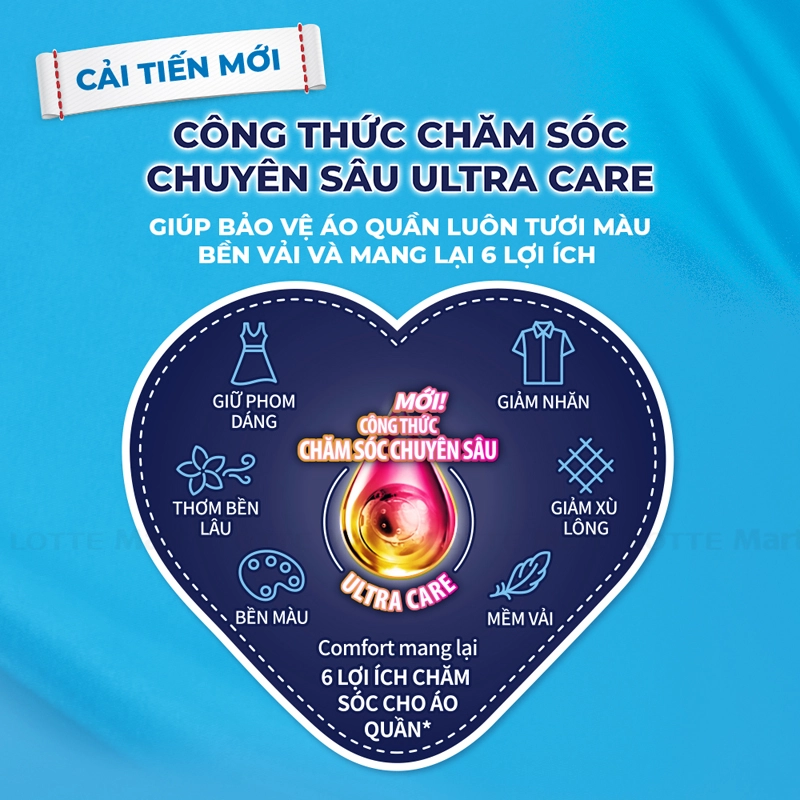 CẢI TIẾN MỚI
CÔNG THỨC CHĂM SÓC
CHUYÊN SÂU ULTRA CARE
GIÚP BẢO VỆ ÁO QUẦN LUÔN TƯƠI MÀU
BỀN VẢI VÀ MANG LẠI 6 LỢI ÍCH
GIỮ PHOM
DÁNG
GIẢM NHĂN
MỚI!
CÔNG THỨC
CHĂM SÓC CHUYÊN SÂU
THƠM BỀN
LÂU
GIẢM XÙ
LÔNG
BỀN MÀU
ULTRA CARE
MỀM VẢI
Comfort mang lại
6 LỢI ÍCH CHĂM
SÓC CHO ÁO
QUẦN*
LOTTE M
TTE Mart